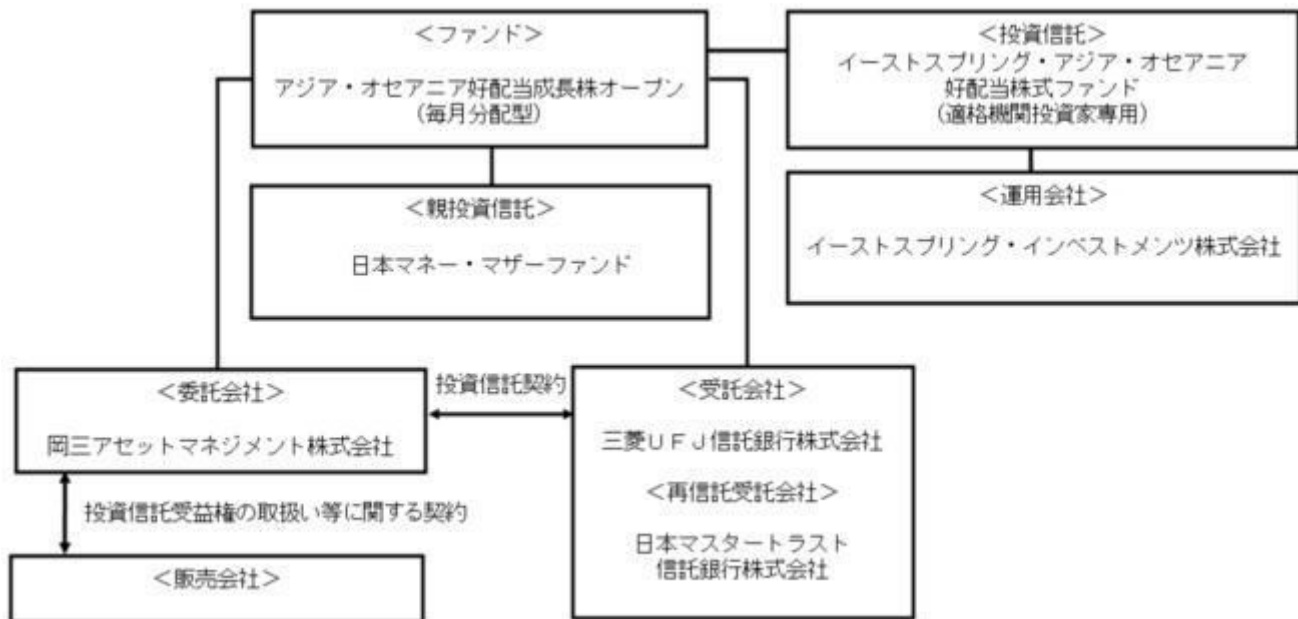 ＜ファンド＞
アジア・オセアニア好配当成長株オープン
（毎月分配型）
＜投資信託＞
イーストスプリング・アジア・オセアニア
好配当株式ファンド
（適格機関投資家専用）
＜親投資信託＞
日本マネー・マザーファンド
＜運用会社＞
イーストスプリング・インベストメンツ株式会社
＜委託会社＞
岡三アセットマネジメント株式会社
投資信託契約
＜受託会社＞
三菱ＵＦＪ信託銀行株式会社
＜再信託受託会社＞
日本マスタートラスト
信託銀行株式会社
投資信託受益権の取扱い等に関する契約
＜販売会社＞